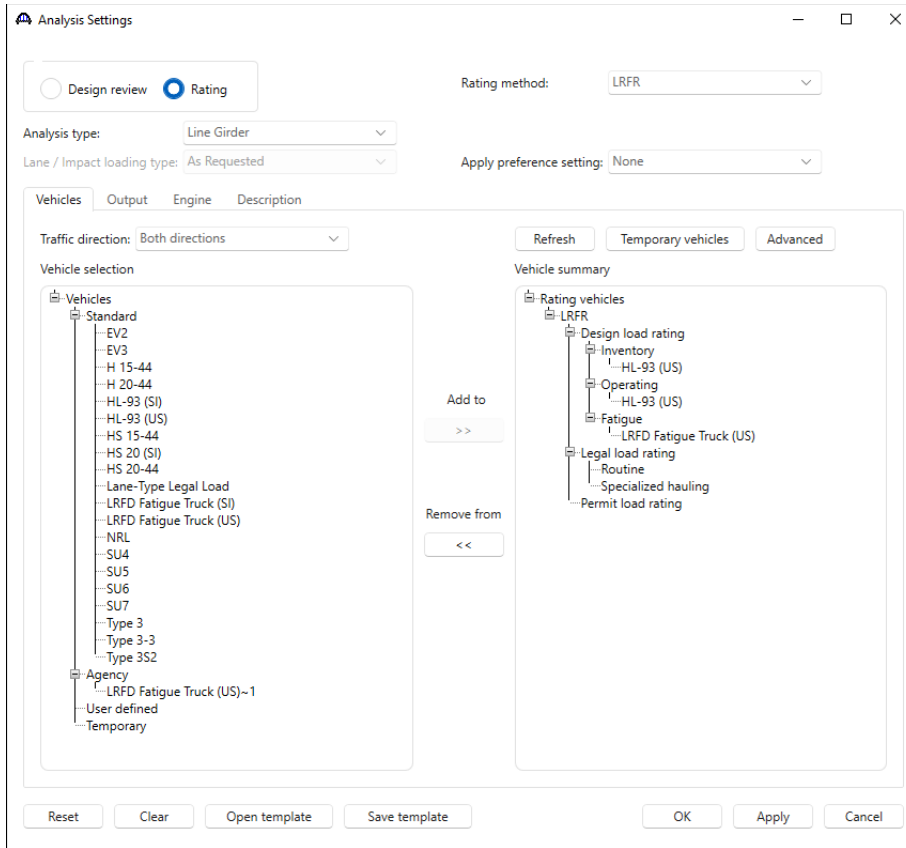 Analysis Settings
Design review Rating
Rating method: LRFR
Analysis type: Line Girder
Lane / Impact loading type: As Requested
Apply preference setting: None
Vehicles Output Engine Description
Traffic direction: Both directions
Refresh Temporary vehicles Advanced
Vehicle selection
Vehicles
Standard
EV2
EV3
H 15-44
H 20-44
HL-93 (SI)
HL-93 (US)
HS 15-44
HS 20 (SI)
HS 20-44
Lane-Type Legal Load
LRFD Fatigue Truck (SI)
LRFD Fatigue Truck (US)
NRL
SU4
SU5
SU6
SU7
Type 3
Type 3-3
Type 3S2
Agency
LRFD Fatigue Truck (US)~1
User defined
Temporary
Add to
>>
Remove from
<<
Vehicle summary
Rating vehicles
LRFR
Design load rating
Inventory
HL-93 (US)
Operating
HL-93 (US)
Fatigue
LRFD Fatigue Truck (US)
Legal load rating
Routine
Specialized hauling
Permit load rating
Reset Clear Open template Save template OK Apply Cancel